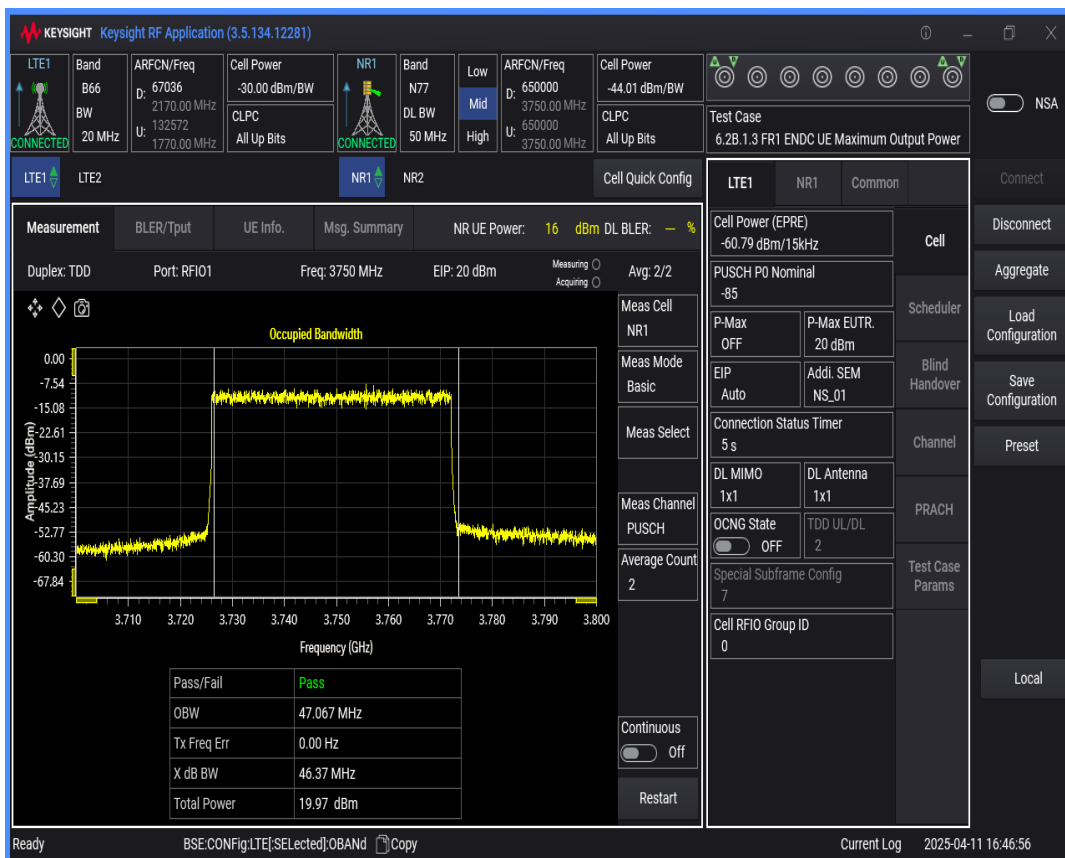 KEYSIGHT Keysight RF Application (3.5.134.12281)
LTE1
CONNECTED
Band
B66
BW
20 MHz
ARFCN/Freq
D: 67036
2170.00 MHz
U: 132572
1770.00 MHz
Cell Power
-30.00 dBm/BW
CLPC
All Up Bits
NR1
CONNECTED
Band
N77
DL BW
50 MHz
Low
Mid
High
ARFCN/Freq
D: 650000
3750.00 MHz
U: 650000
3750.00 MHz
Cell Power
-44.01 dBm/BW
CLPC
All Up Bits
Test Case
6.2B.1.3 FR1 ENDC UE Maximum Output Power
NSA
LTE1 LTE2 NR1 NR2 Cell Quick Config
Measurement BLER/Tput UE Info. Msg. Summary NR UE Power: 16 dBm DL BLER: — %
Duplex: TDD Port: RFIO1 Freq: 3750 MHz EIP: 20 dBm Measuring Acquiring Avg: 2/2
Occupied Bandwidth
Amplitude (dBm)
0.00
-7.54
-15.08
-22.61
-30.15
-37.69
-45.23
-52.77
-60.30
-67.84
3.710 3.720 3.730 3.740 3.750 3.760 3.770 3.780 3.790 3.800
Frequency (GHz)
Pass/Fail Pass
OBW 47.067 MHz
Tx Freq Err 0.00 Hz
X dB BW 46.37 MHz
Total Power 19.97 dBm
Meas Cell
NR1
Meas Mode
Basic
Meas Select
Meas Channel
PUSCH
Average Count
2
Continuous
Off
Restart
LTE1 NR1 Common
Cell Power (EPRE)
-60.79 dBm/15kHz
PUSCH P0 Nominal
-85
P-Max
OFF
P-Max EUTR.
20 dBm
EIP
Auto
Addi. SEM
NS_01
Connection Status Timer
5 s
DL MIMO
1x1
DL Antenna
1x1
OCNG State
OFF
TDD UL/DL
2
Special Subframe Config
7
Cell RFIO Group ID
0
Cell
Scheduler
Blind
Handover
Channel
PRACH
Test Case
Params
Connect
Disconnect
Aggregate
Load
Configuration
Save
Configuration
Preset
Local
Ready BSE:CONFig:LTE[:SELected]:OBANd Copy Current Log 2025-04-11 16:46:56